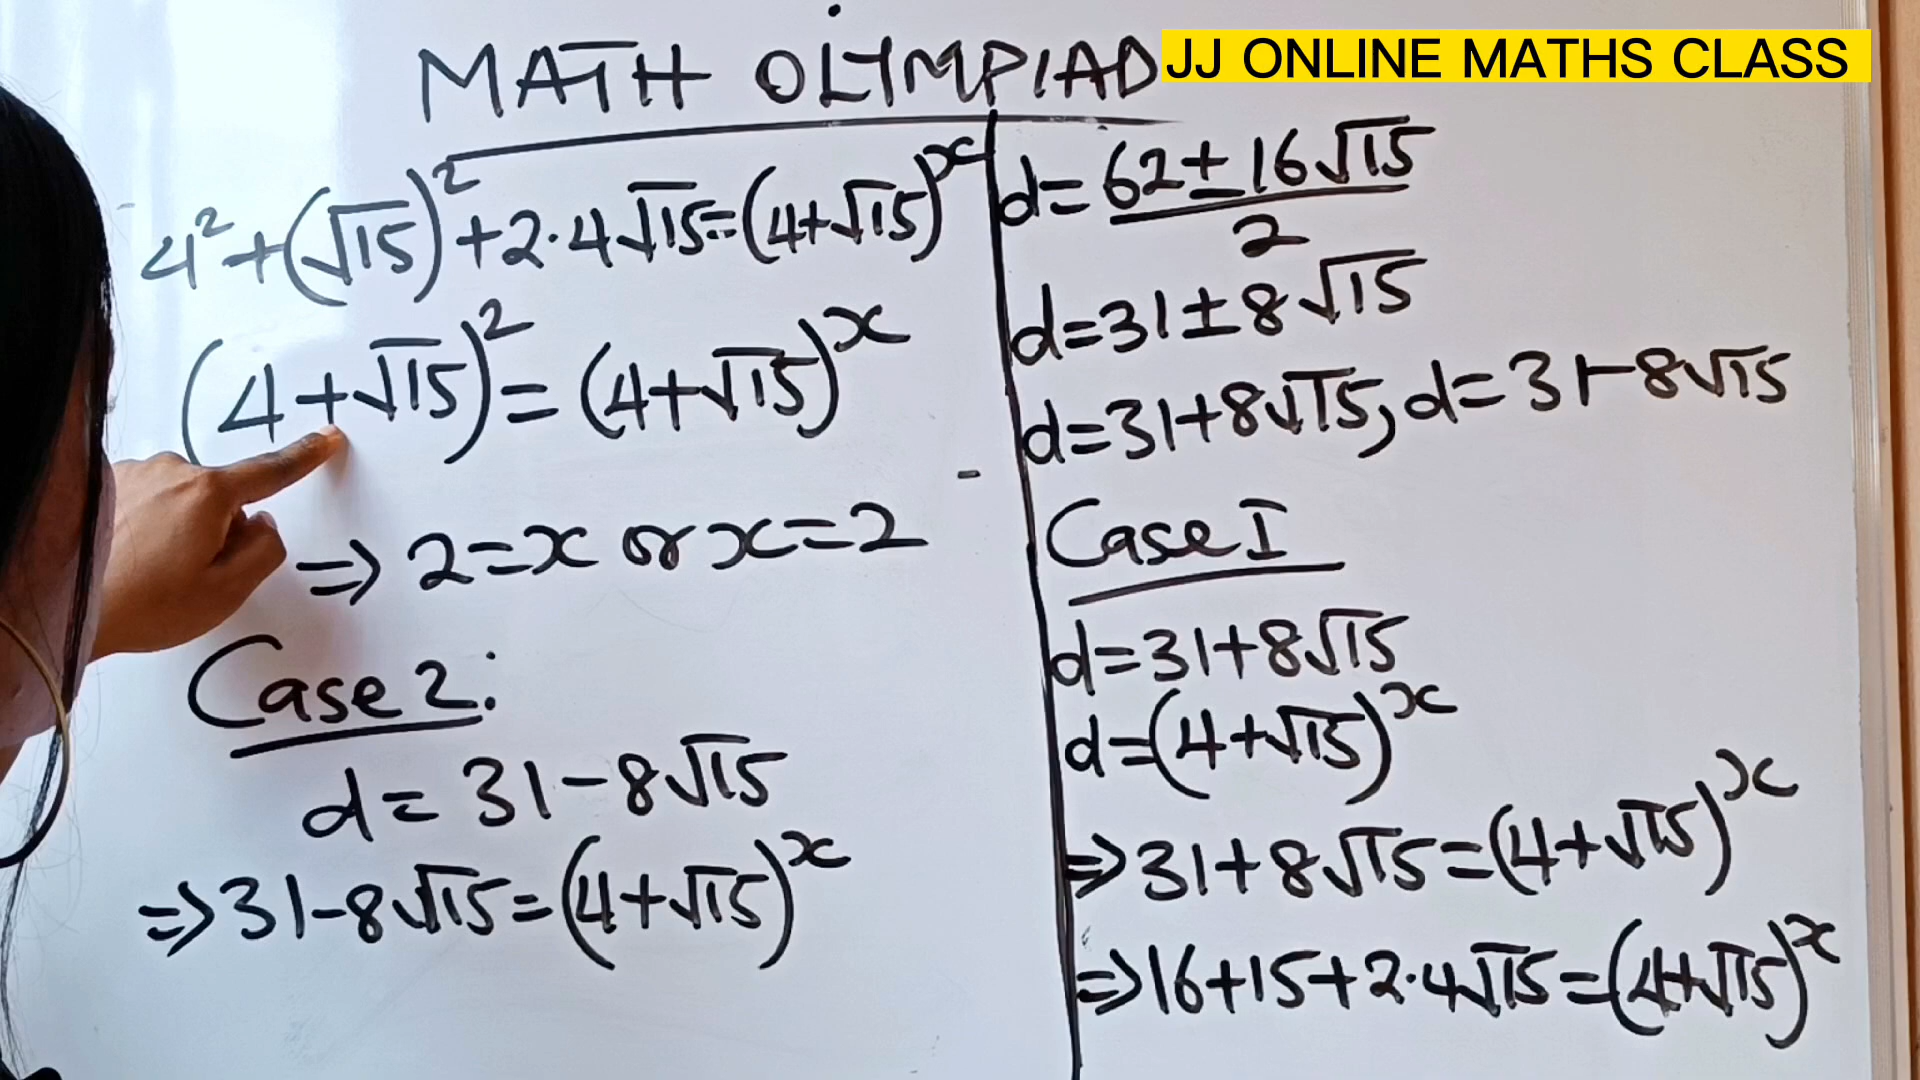 MATH OLYMPIAD
JJ ONLINE MATHS CLASS
4² + (√15)² + 2·4√15 = (4+√15)ˣ
(4+√15)² = (4+√15)ˣ
⇒ 2 = x or x = 2
Case 2:
d = 31 - 8√15
⇒ 31 - 8√15 = (4+√15)ˣ
d = (62 ± 16√15)/2
d = 31 ± 8√15
d = 31+8√15, d = 31-8√15
Case I
d = 31+8√15
d = (4+√15)ˣ
⇒ 31+8√15 = (4+√15)ˣ
⇒ 16+15+2·4√15 = (4+√15)ˣ